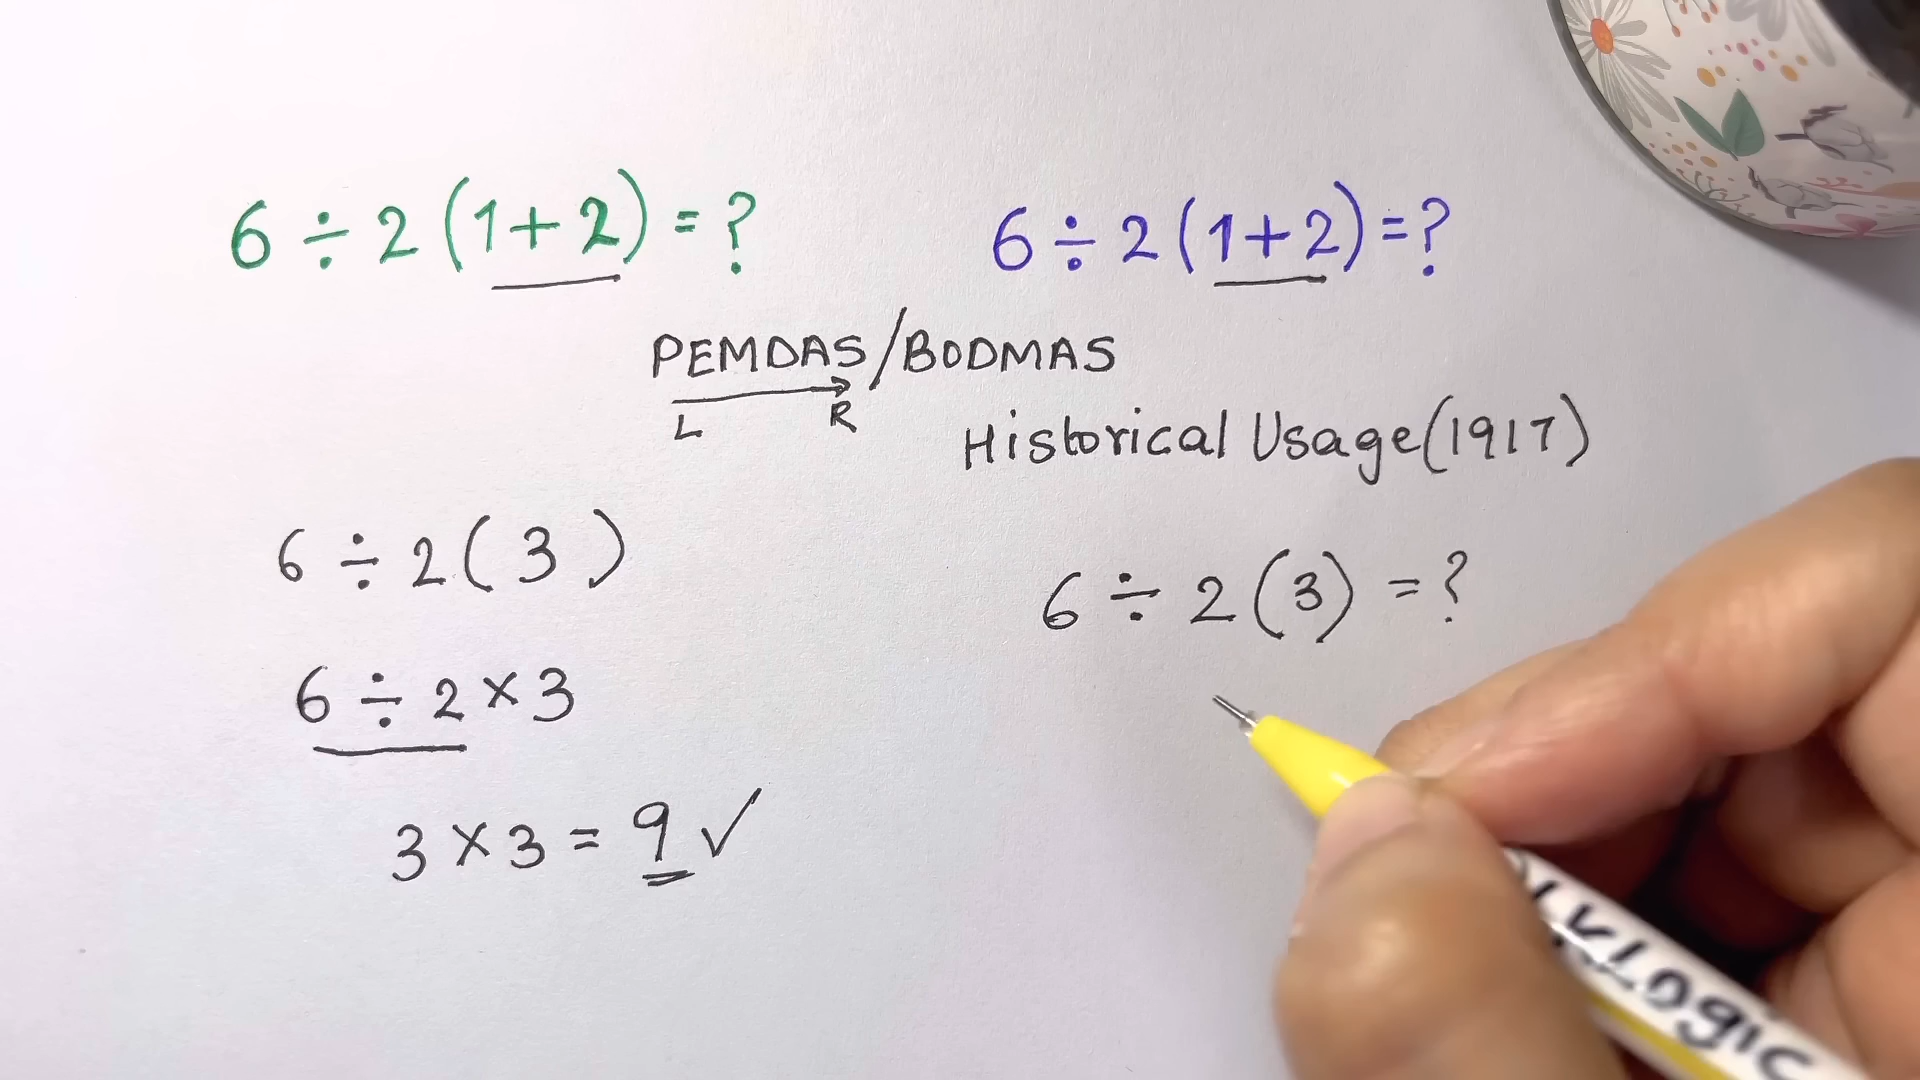 6 ÷ 2 (1+2) = ?
6 ÷ 2 (1+2) = ?
PEMDAS/BODMAS
L R
Historical Usage(1917)
6 ÷ 2 ( 3 )
6 ÷ 2 × 3
3 × 3 = 9 ✓
6 ÷ 2 (3) = ?
Logic